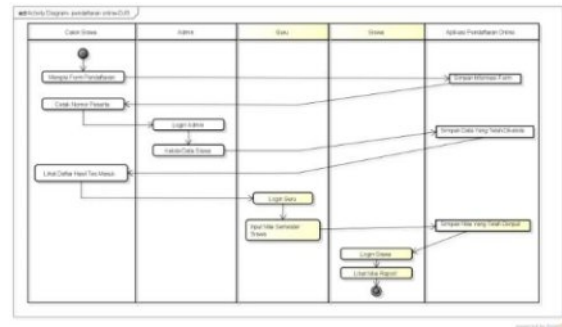 act Activity Diagram- pendaftaran online
Calon Siswa
Admin
Guru
Siswa
Aplikasi Pendaftaran Online
Mengisi Form Pendaftaran
Simpan Informasi Form
Cetak Nomor Peserta
Login Admin
Validasi Data Siswa
Simpan Data Yang Telah Divalidasi
Lihat Daftar Hasil Tes Masuk
Login Guru
Input Nilai Semester
Siswa
Simpan Nilai Yang Telah Diinput
Login Siswa
Lihat Nilai Raport